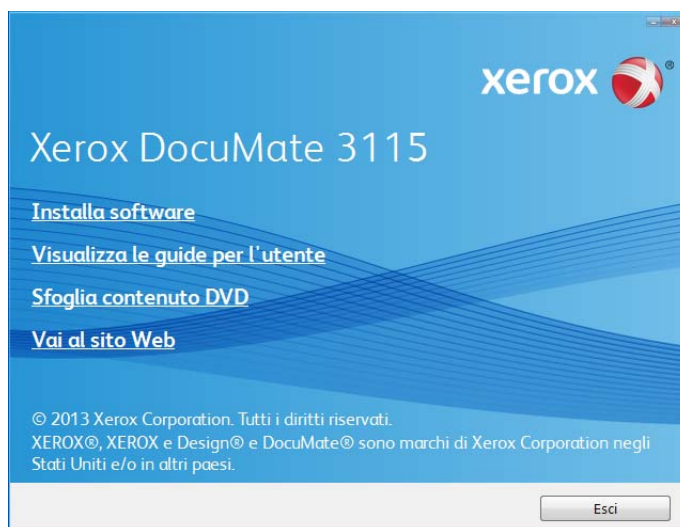 xerox ®
Xerox DocuMate 3115
Installa software
Visualizza le guide per l'utente
Sfoglia contenuto DVD
Vai al sito Web
© 2013 Xerox Corporation. Tutti i diritti riservati.
XEROX®, XEROX e Design® e DocuMate® sono marchi di Xerox Corporation negli
Stati Uniti e/o in altri paesi.
Esci